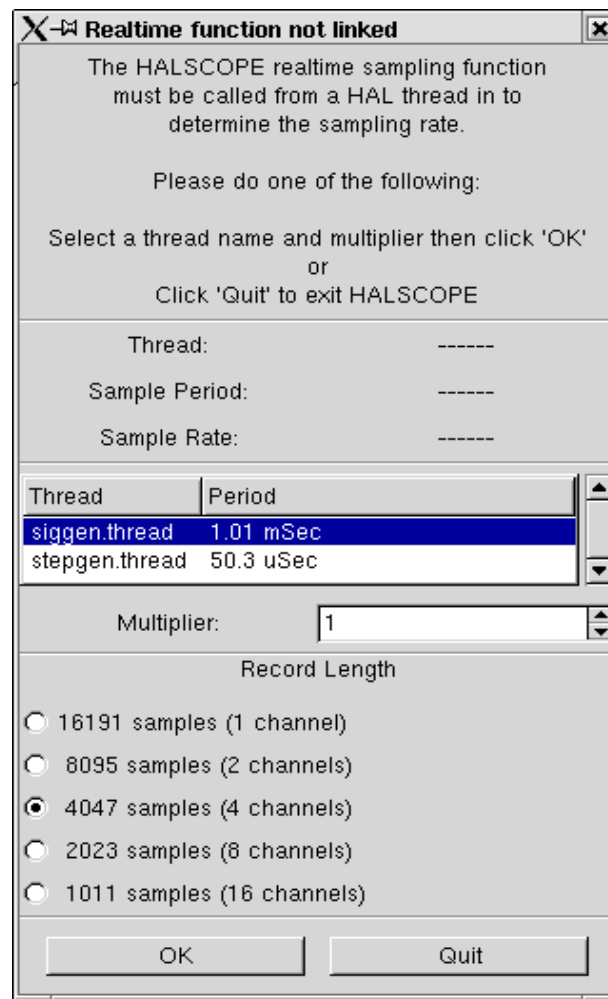 Realtime function not linked
The HALSCOPE realtime sampling function
must be called from a HAL thread in to
determine the sampling rate.
Please do one of the following:
Select a thread name and multiplier then click 'OK'
or
Click 'Quit' to exit HALSCOPE
Thread: ------
Sample Period: ------
Sample Rate: ------
Thread Period
siggen.thread 1.01 mSec
stepgen.thread 50.3 uSec
Multiplier: 1
Record Length
16191 samples (1 channel)
8095 samples (2 channels)
4047 samples (4 channels)
2023 samples (8 channels)
1011 samples (16 channels)
OK Quit